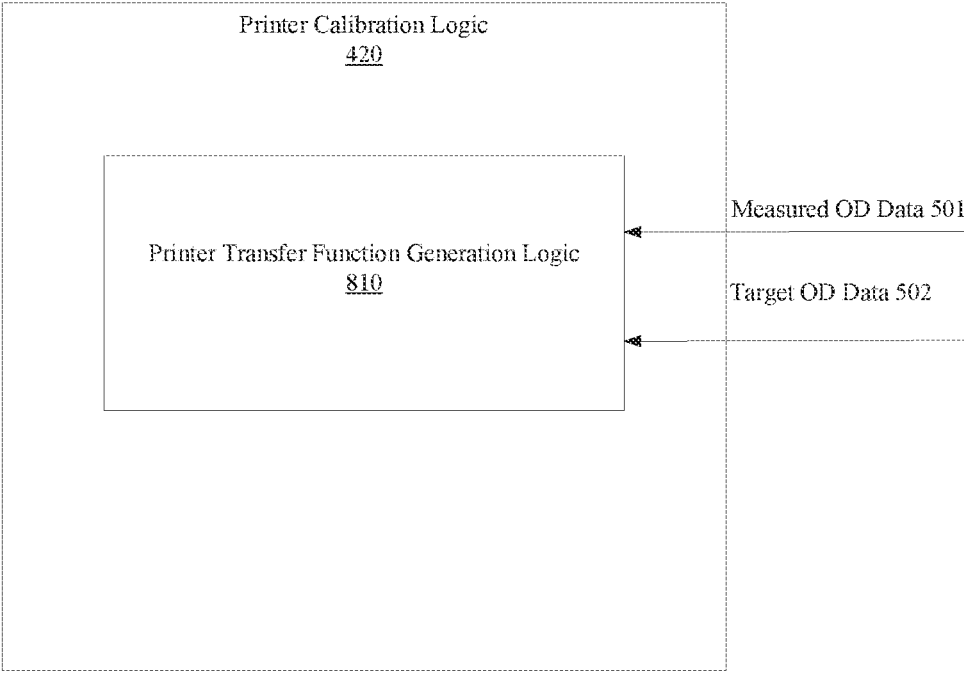 Printer Calibration Logic
420
Measured OD Data 501
Printer Transfer Function Generation Logic
810
Target OD Data 502